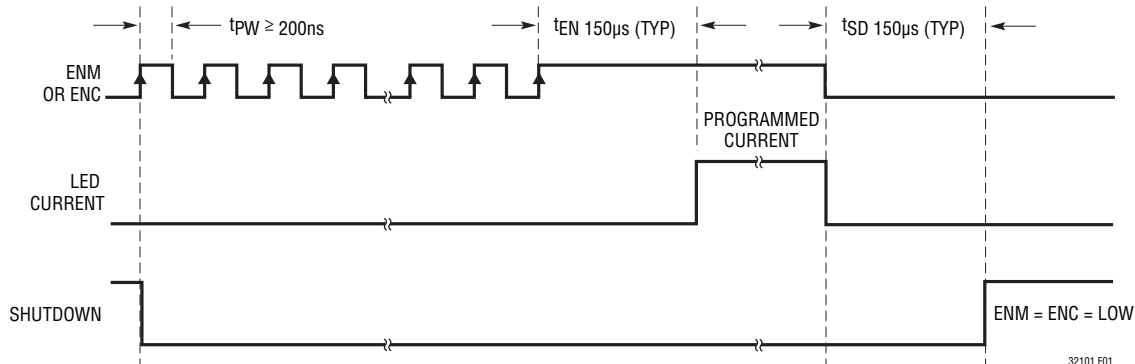 tPW ≥ 200ns
tEN 150µs (TYP)
tSD 150µs (TYP)
ENM
OR ENC
PROGRAMMED
CURRENT
LED
CURRENT
SHUTDOWN
ENM = ENC = LOW
32101 F01